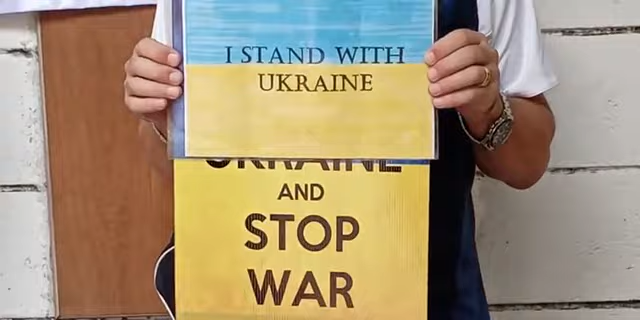 I STAND WITH
UKRAINE
UKRAINE
AND
STOP
WAR